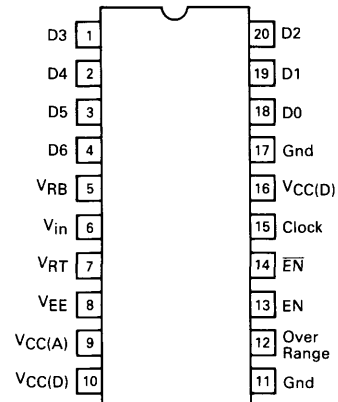 D3 1 20 D2
D4 2 19 D1
D5 3 18 D0
D6 4 17 Gnd
VRB 5 16 VCC(D)
Vin 6 15 Clock
VRT 7 14 E̅N̅
VEE 8 13 EN
VCC(A) 9 12 Over Range
VCC(D) 10 11 Gnd